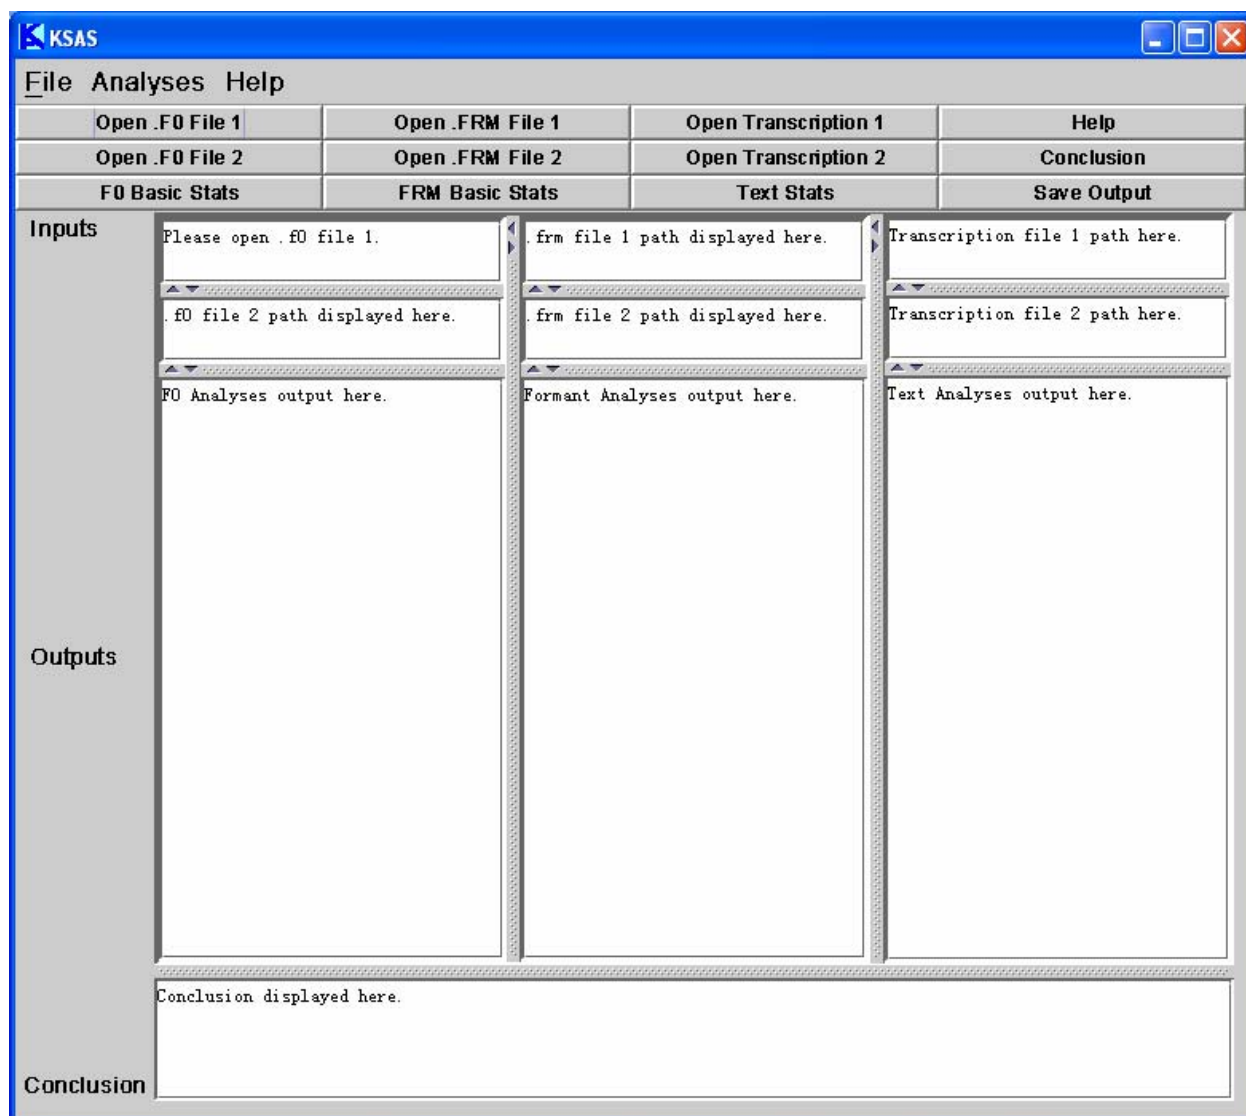 KSAS
File Analyses Help
Open .F0 File 1 Open .FRM File 1 Open Transcription 1 Help
Open .F0 File 2 Open .FRM File 2 Open Transcription 2 Conclusion
F0 Basic Stats FRM Basic Stats Text Stats Save Output
Inputs
Please open .f0 file 1. .frm file 1 path displayed here. Transcription file 1 path here.
.f0 file 2 path displayed here. .frm file 2 path displayed here. Transcription file 2 path here.
F0 Analyses output here. Formant Analyses output here. Text Analyses output here.
Outputs
Conclusion displayed here.
Conclusion